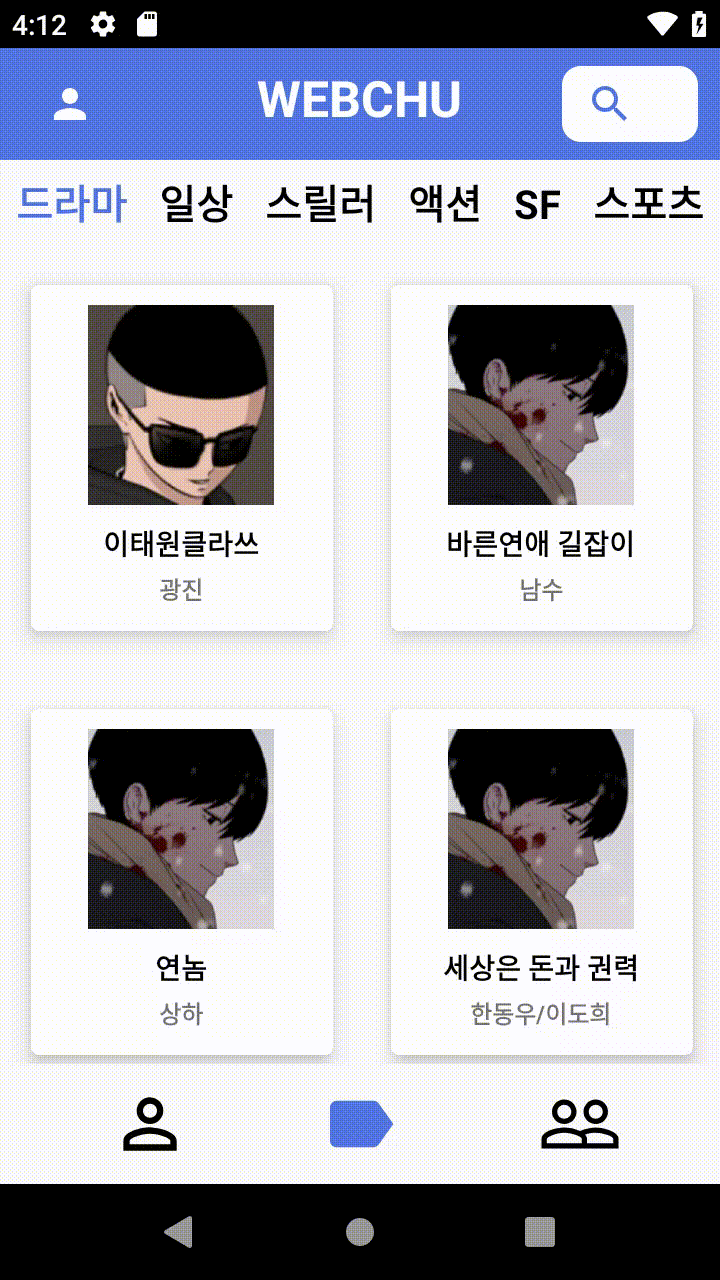 4:12
WEBCHU
드라마 일상 스릴러 액션 SF 스포츠
이태원클라쓰 바른연애 길잡이
광진 남수
연놈 세상은 돈과 권력
상하 한동우/이도희